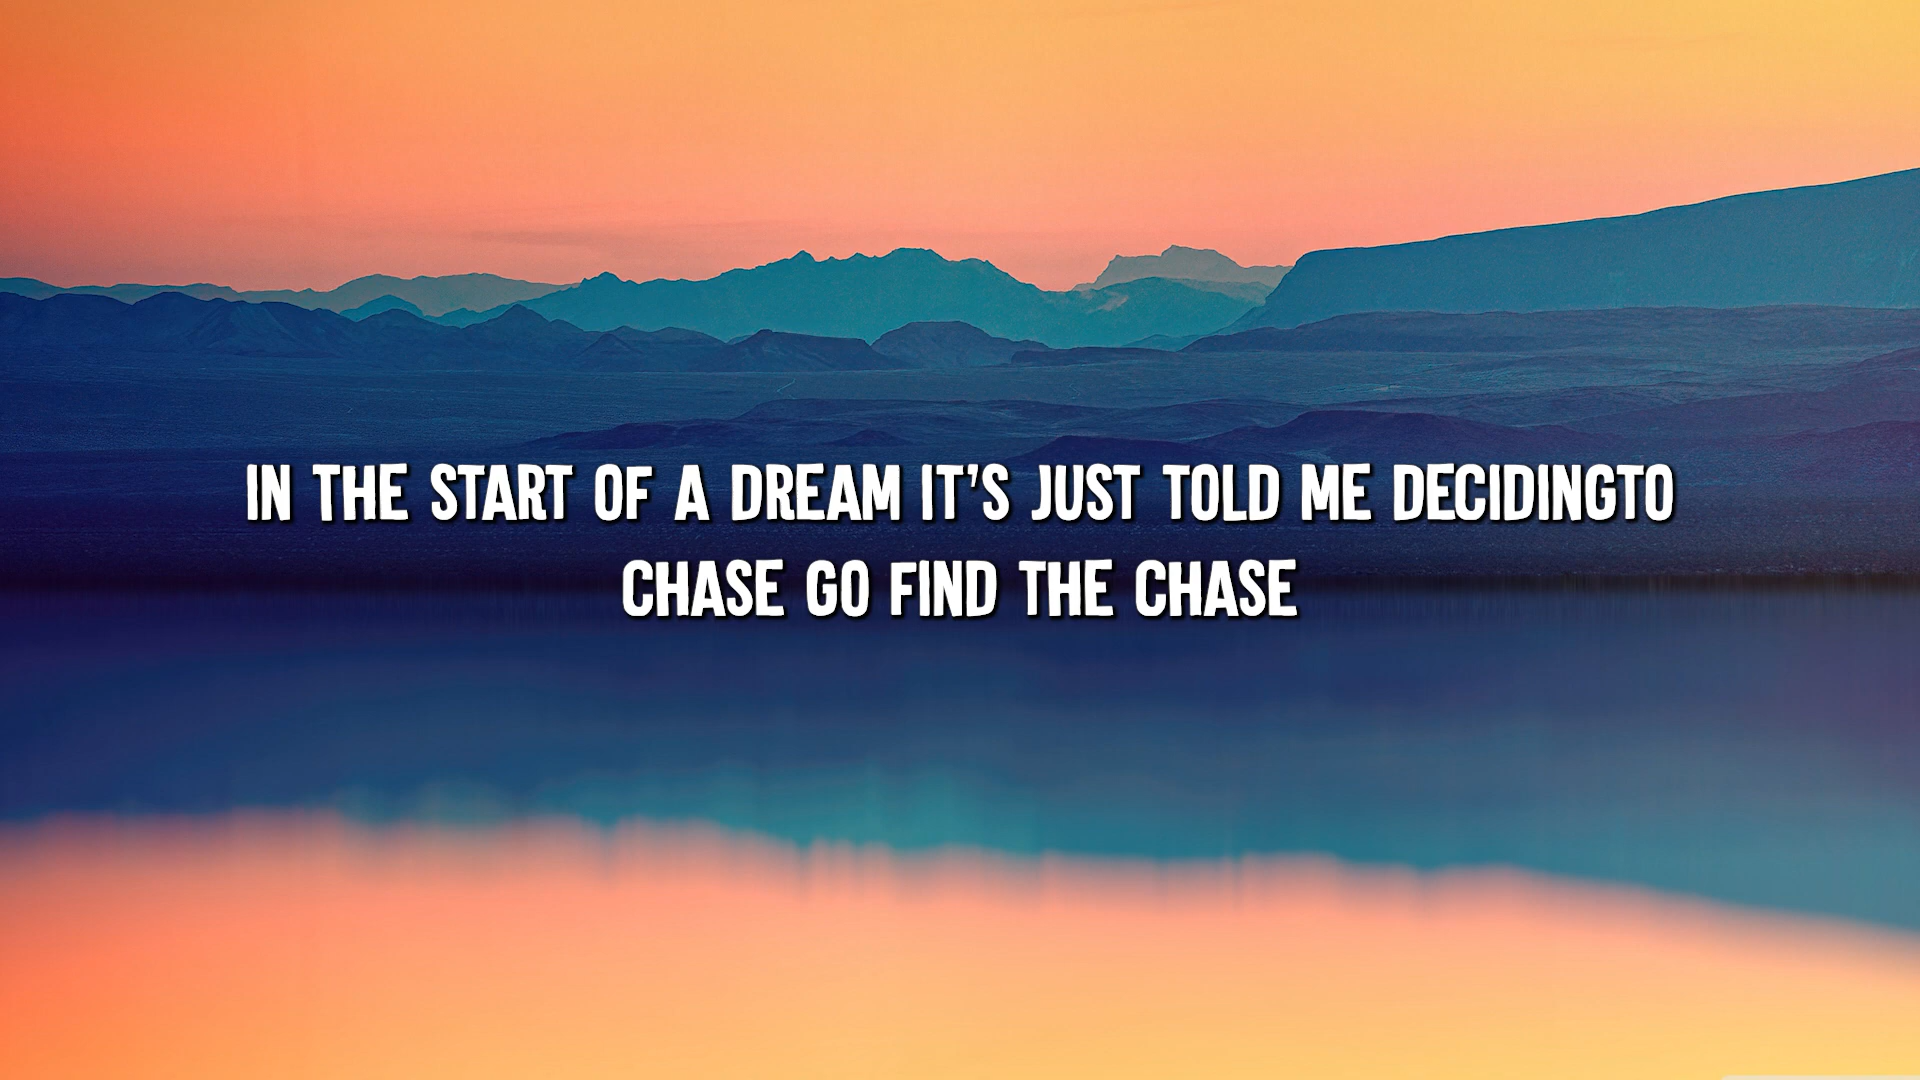 IN THE START OF A DREAM IT'S JUST TOLD ME DECIDINGTO
CHASE GO FIND THE CHASE